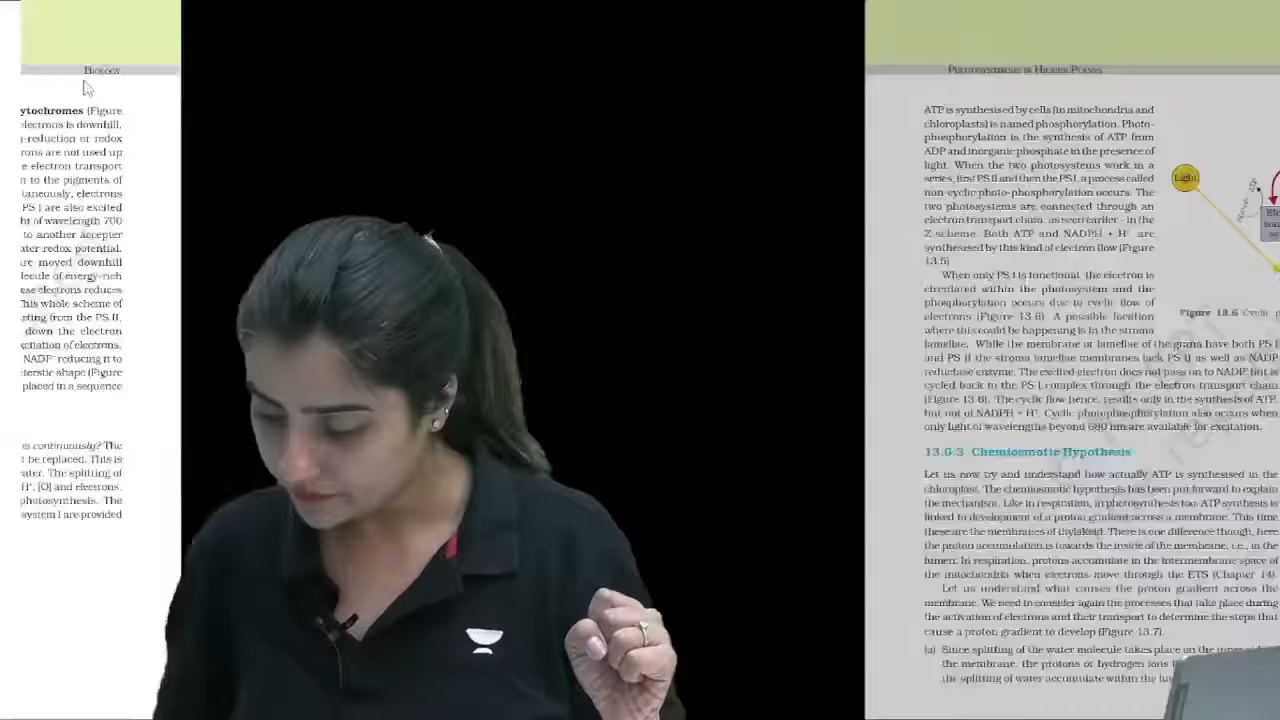 BIOLOGY
ytochromes (Figure
electrons is downhill,
n-reduction or redox
rons are not used up
e electron transport
n to the pigments of
taneously, electrons
PS I are also excited
ht of wavelength 700
to another accepter
ater redox potential.
are moved downhill
lecule of energy-rich
ese electrons reduces
This whole scheme of
rting from the PS II,
down the electron
xcitation of electrons,
NADP⁺ reducing it to
terstic shape (Figure
placed in a sequence
continuously? The
t be replaced. This is
water. The splitting of
H⁺, [O] and electrons.
photosynthesis. The
system I are provided
PHOTOSYNTHESIS IN HIGHER PLANTS
ATP is synthesised by cells (in mitochondria and
chloroplasts) is named phosphorylation. Photo-
phosphorylation is the synthesis of ATP from
ADP and inorganic phosphate in the presence of
light. When the two photosystems work in a
series, first PS II and then the PS I, a process called
non-cyclic photo-phosphorylation occurs. The
two photosystems are connected through an
electron transport chain, as seen earlier – in the
Z scheme. Both ATP and NADPH + H⁺ are
synthesised by this kind of electron flow (Figure
13.5).
When only PS I is functional, the electron is
circulated within the photosystem and the
phosphorylation occurs due to cyclic flow of
electrons (Figure 13.6). A possible location
where this could be happening is in the stroma
lamellae. While the membrane or lamellae of the grana have both PS I
and PS II the stroma lamellae membranes lack PS II as well as NADP
reductase enzyme. The excited electron does not pass on to NADP⁺ but is
cycled back to the PS I complex through the electron transport chain
(Figure 13.6). The cyclic flow hence, results only in the synthesis of ATP,
but not of NADPH + H⁺. Cyclic photophosphorylation also occurs when
only light of wavelengths beyond 680 nm are available for excitation.
Light
Figure 13.6 Cyclic
13.6.3 Chemiosmotic Hypothesis
Let us now try and understand how actually ATP is synthesised in the
chloroplast. The chemiosmotic hypothesis has been put forward to explain
the mechanism. Like in respiration, in photosynthesis too, ATP synthesis is
linked to development of a proton gradient across a membrane. This time
these are the membranes of thylakoid. There is one difference though, here
the proton accumulation is towards the inside of the membrane, i.e., in the
lumen. In respiration, protons accumulate in the intermembrane space of
the mitochondria when electrons move through the ETS (Chapter 14).
Let us understand what causes the proton gradient across the
membrane. We need to consider again the processes that take place during
the activation of electrons and their transport to determine the steps that
cause a proton gradient to develop (Figure 13.7).
(a) Since splitting of the water molecule takes place on the inner
the membrane, the protons or hydrogen ions
the splitting of water accumulate within the